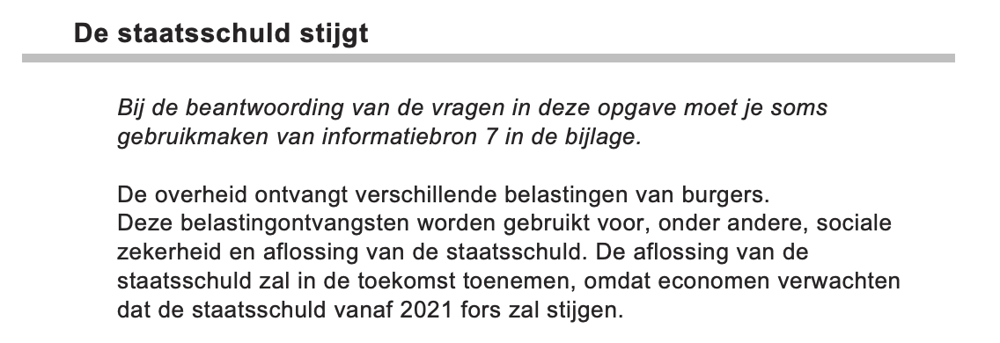 De staatsschuld stijgt
Bij de beantwoording van de vragen in deze opgave moet je soms
gebruikmaken van informatiebron 7 in de bijlage.
De overheid ontvangt verschillende belastingen van burgers.
Deze belastingontvangsten worden gebruikt voor, onder andere, sociale
zekerheid en aflossing van de staatsschuld. De aflossing van de
staatsschuld zal in de toekomst toenemen, omdat economen verwachten
dat de staatsschuld vanaf 2021 fors zal stijgen.